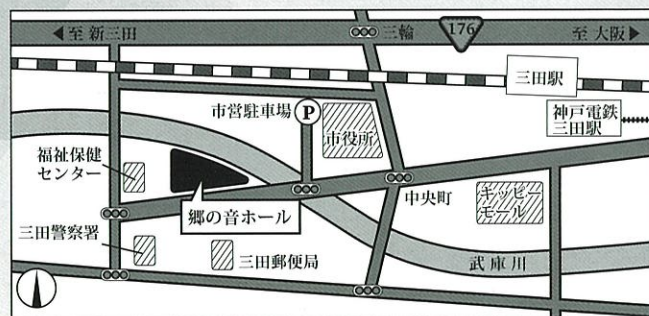 ◀至 新三田
三輪
176
至 大阪▶
三田駅
市営駐車場
P
市役所
神戸電鉄
三田駅
福祉保健
センター
郷の音ホール
中央町
キッピー
モール
三田警察署
三田郵便局
武庫川